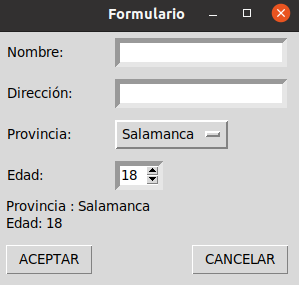 Formulario
Nombre:
Dirección:
Provincia: Salamanca
Edad: 18
Provincia : Salamanca
Edad: 18
ACEPTAR CANCELAR